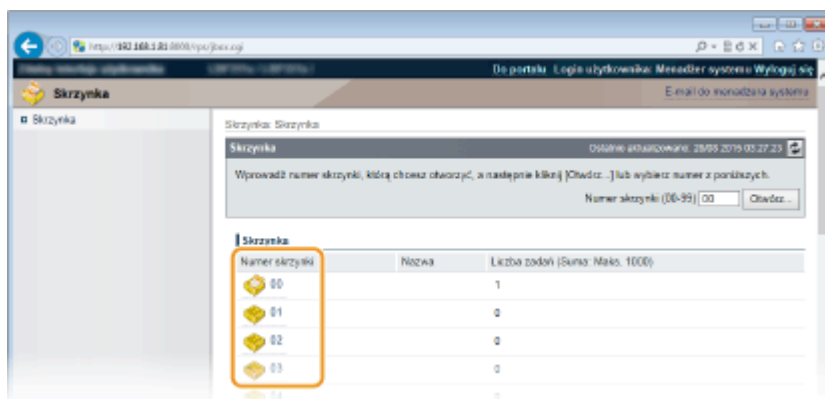 Do portalu Login użytkownika: Menedżer systemu Wyloguj się
Skrzynka
E-mail do menadżera systemu
Skrzynka
Skrzynka: Skrzynka
Skrzynka
Ostatnie aktualizowane: 28/08 2015 03:27:23
Wprowadź numer skrzynki, którą chcesz otworzyć, a następnie kliknij [Otwórz...] lub wybierz numer z poniższych.
Numer skrzynki (00-99) 00 Otwórz...
Skrzynka
Numer skrzynki Nazwa Liczba zadań (Suma: Maks. 1000)
00 1
01 0
02 0
03 0
04